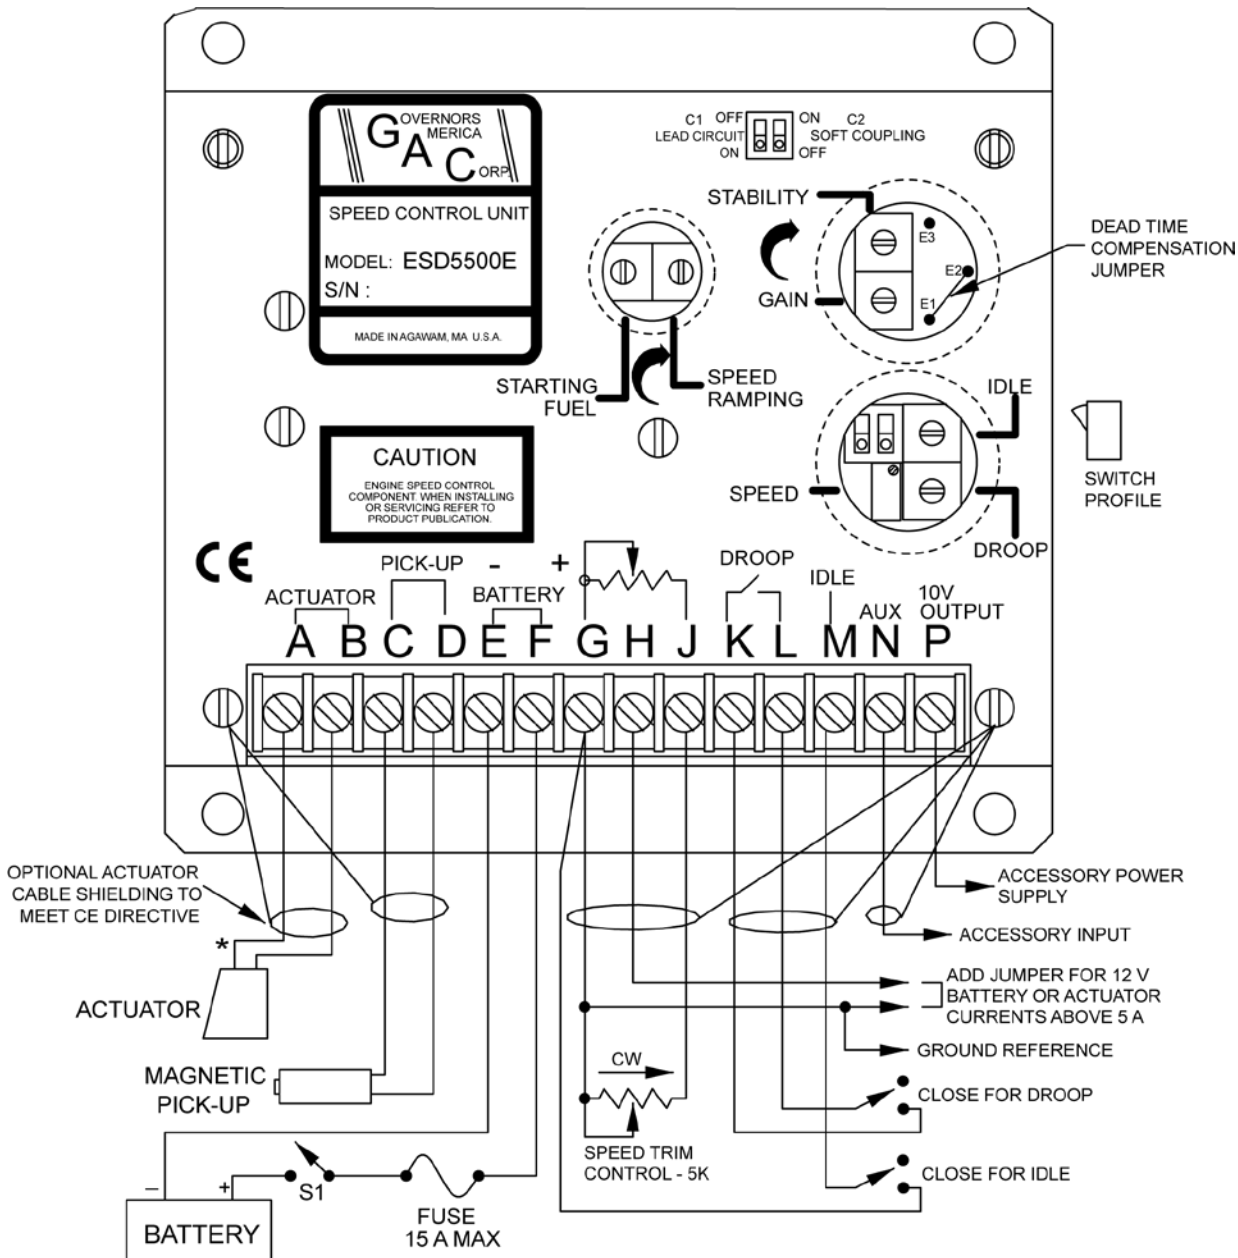 GOVERNORS
AMERICA
CORP.
SPEED CONTROL UNIT
MODEL: ESD5500E
S/N :
MADE IN AGAWAM, MA U.S.A.
C1 OFF ON C2
LEAD CIRCUIT SOFT COUPLING
ON OFF
STABILITY
E3
E2
E1
GAIN
DEAD TIME
COMPENSATION
JUMPER
STARTING
FUEL
SPEED
RAMPING
IDLE
SPEED
DROOP
SWITCH
PROFILE
CAUTION
ENGINE SPEED CONTROL
COMPONENT. WHEN INSTALLING
OR SERVICING REFER TO
PRODUCT PUBLICATION.
CE
ACTUATOR
PICK-UP
- +
BATTERY
DROOP
IDLE
AUX
10V
OUTPUT
A B C D E F G H J K L M N P
OPTIONAL ACTUATOR
CABLE SHIELDING TO
MEET CE DIRECTIVE
*
ACTUATOR
MAGNETIC
PICK-UP
– +
S1
BATTERY
FUSE
15 A MAX
CW
SPEED TRIM
CONTROL - 5K
ACCESSORY POWER
SUPPLY
ACCESSORY INPUT
ADD JUMPER FOR 12 V
BATTERY OR ACTUATOR
CURRENTS ABOVE 5 A
GROUND REFERENCE
CLOSE FOR DROOP
CLOSE FOR IDLE